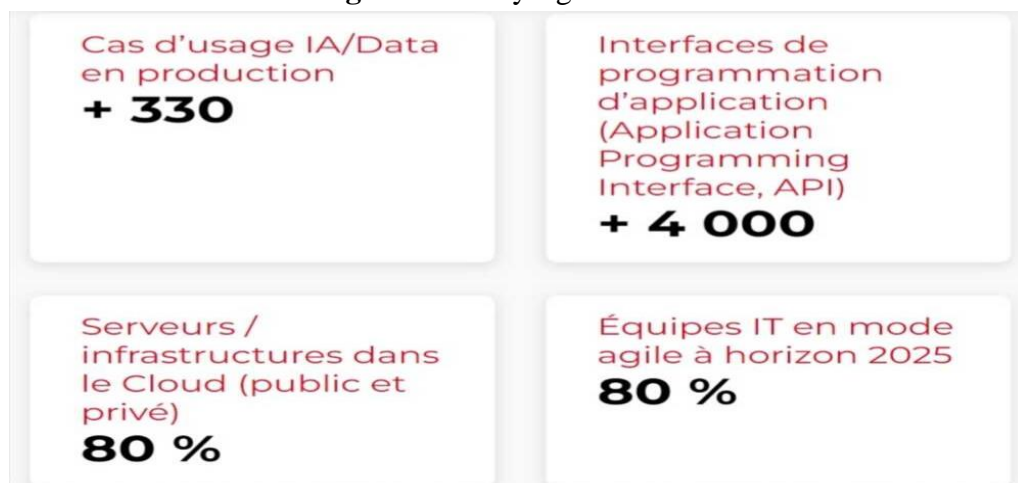 Cas d'usage IA/Data
en production
+ 330
Interfaces de
programmation
d'application
(Application
Programming
Interface, API)
+ 4 000
Serveurs /
infrastructures dans
le Cloud (public et
privé)
80 %
Équipes IT en mode
agile à horizon 2025
80 %